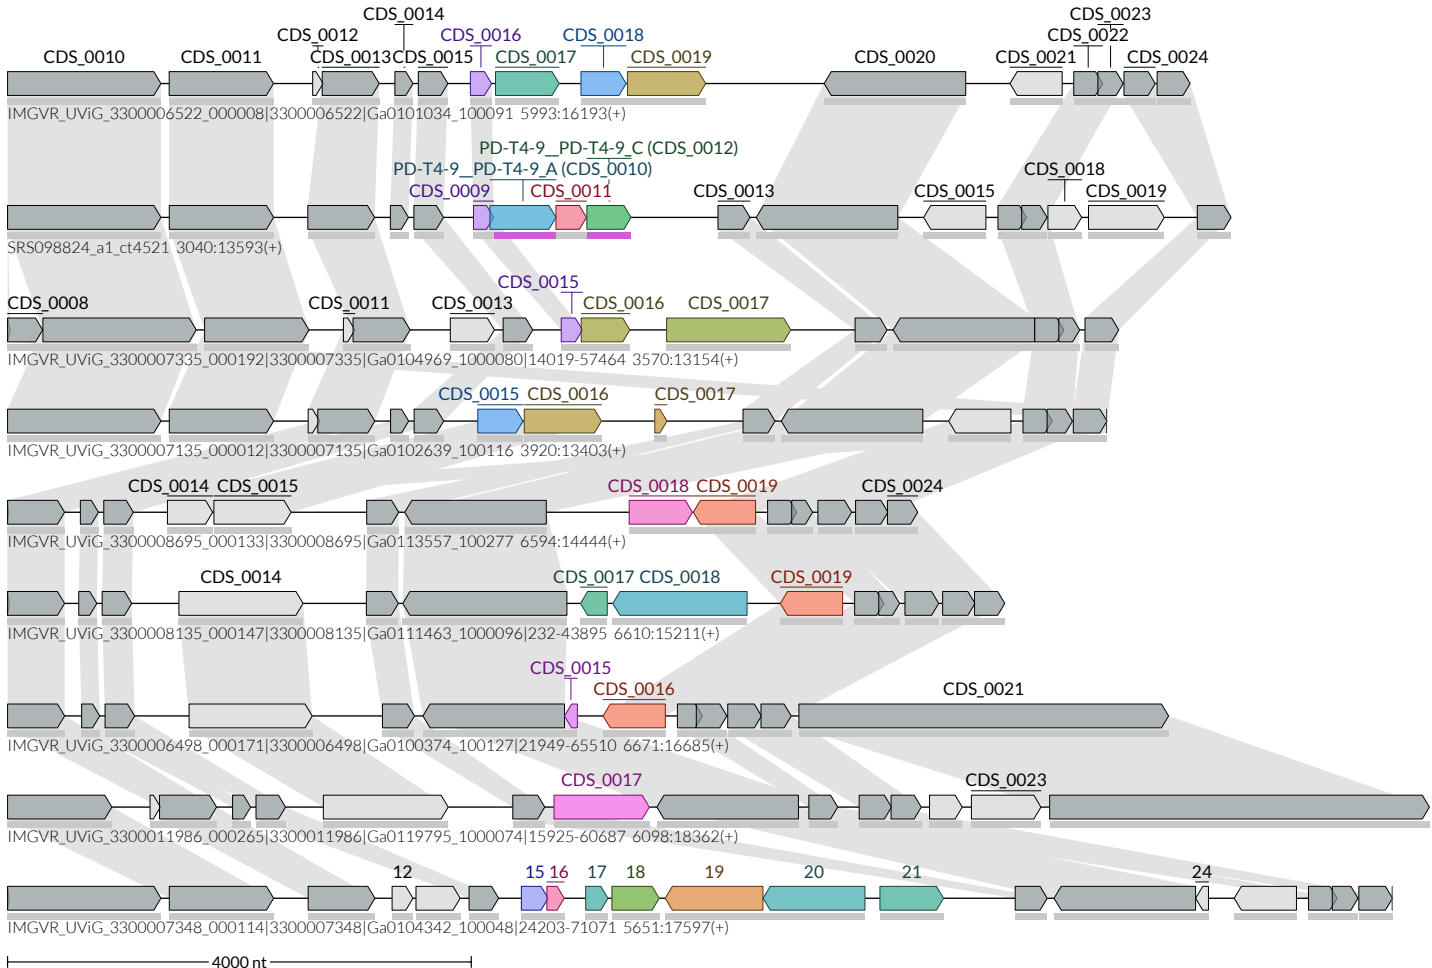 CDS_0014
CDS_0023
CDS_0012 CDS_0016 CDS_0018 CDS_0022
CDS_0010 CDS_0011 CDS_0013 CDS_0015 CDS_0017 CDS_0019 CDS_0020 CDS_0021 CDS_0024
IMGVR_UViG_3300006522_000008|3300006522|Ga0101034_100091 5993:16193(+)
PD-T4-9__PD-T4-9_C (CDS_0012)
PD-T4-9__PD-T4-9_A (CDS_0010) CDS_0018
CDS_0009 CDS_0011 CDS_0013 CDS_0015 CDS_0019
SRS098824_a1_ct4521 3040:13593(+)
CDS_0015
CDS_0008 CDS_0011 CDS_0013 CDS_0016 CDS_0017
IMGVR_UViG_3300007335_000192|3300007335|Ga0104969_1000080|14019-57464 3570:13154(+)
CDS_0015 CDS_0016 CDS_0017
IMGVR_UViG_3300007135_000012|3300007135|Ga0102639_100116 3920:13403(+)
CDS_0014 CDS_0015 CDS_0018 CDS_0019 CDS_0024
IMGVR_UViG_3300008695_000133|3300008695|Ga0113557_100277 6594:14444(+)
CDS_0014 CDS_0017 CDS_0018 CDS_0019
IMGVR_UViG_3300008135_000147|3300008135|Ga0111463_1000096|232-43895 6610:15211(+)
CDS_0015
CDS_0016 CDS_0021
IMGVR_UViG_3300006498_000171|3300006498|Ga0100374_100127|21949-65510 6671:16685(+)
CDS_0017 CDS_0023
IMGVR_UViG_3300011986_000265|3300011986|Ga0119795_1000074|15925-60687 6098:18362(+)
12 15 16 17 18 19 20 21 24
IMGVR_UViG_3300007348_000114|3300007348|Ga0104342_100048|24203-71071 5651:17597(+)
4000 nt